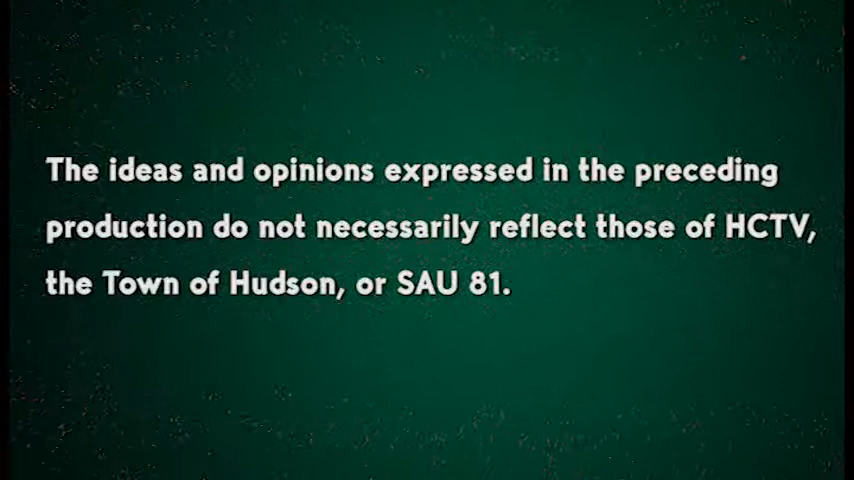 The ideas and opinions expressed in the preceding
production do not necessarily reflect those of HCTV,
the Town of Hudson, or SAU 81.